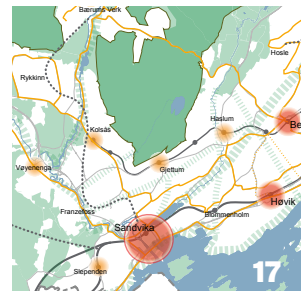 Bærums Verk
Hosle
Rykkinn
Be
Haslum
Kolsås
Gjettum
Vøyenenga
Høvik
Franzefoss
Blommenholm
Sandvika
Slependen
17